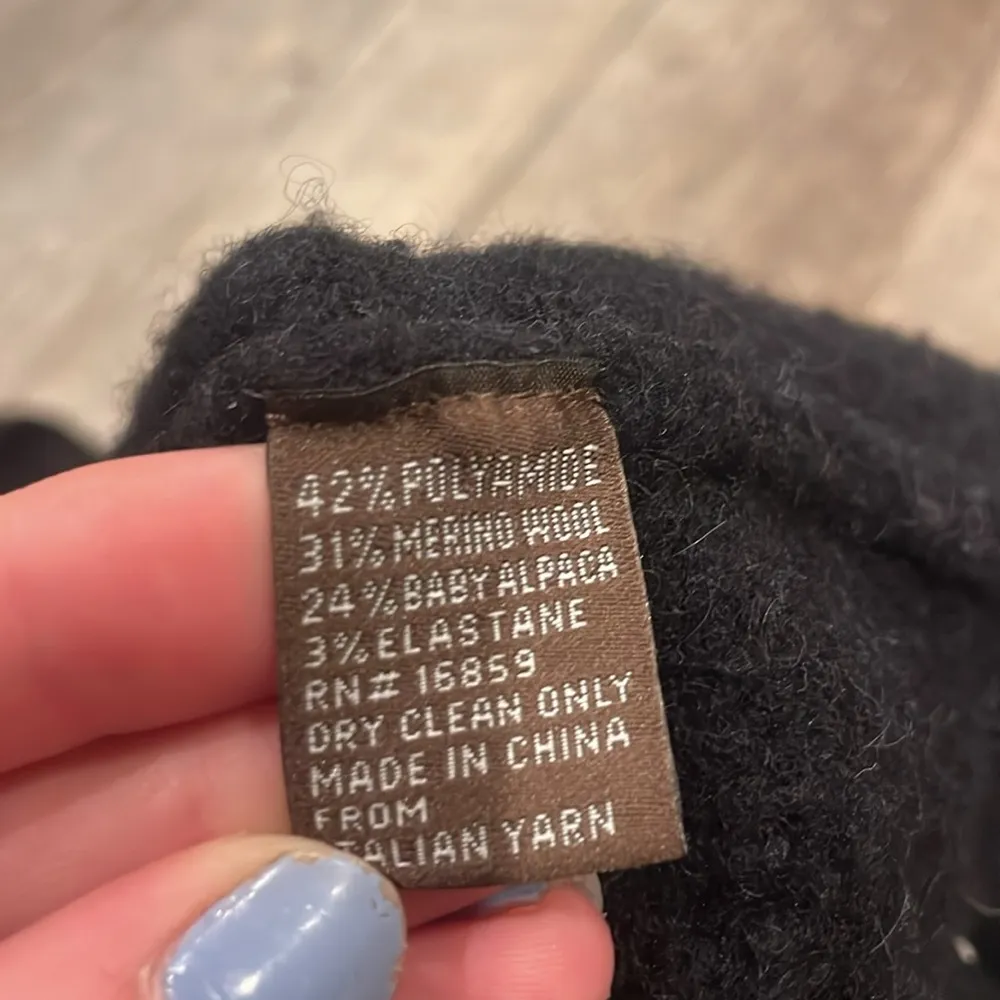 42% POLYAMIDE
31% MERINO WOOL
24% BABY ALPACA
3% ELASTANE
RN# 16859
DRY CLEAN ONLY
MADE IN CHINA
FROM
ITALIAN YARN